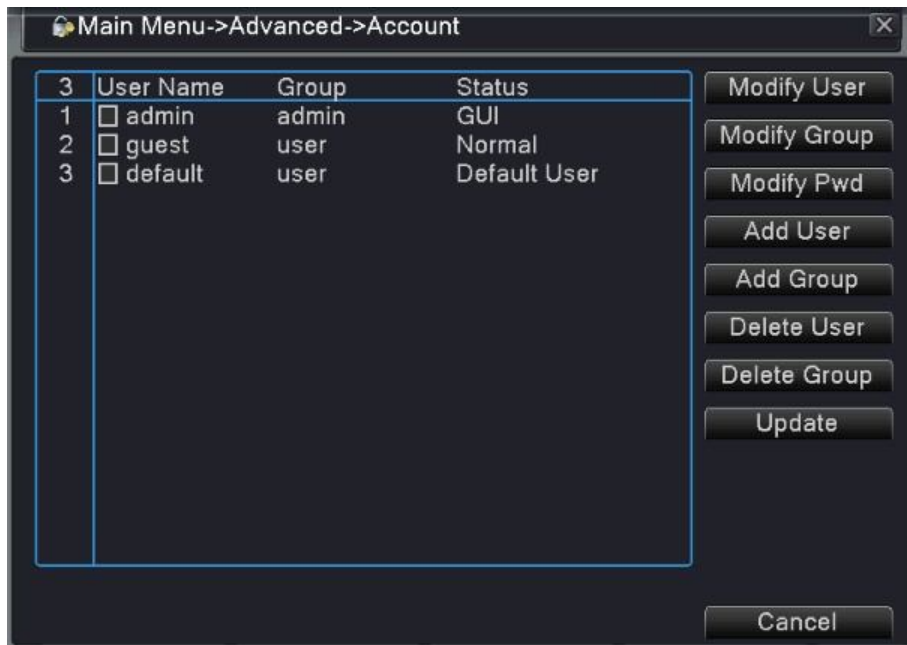 Main Menu->Advanced->Account
3 User Name Group Status
1 admin admin GUI
2 guest user Normal
3 default user Default User
Modify User
Modify Group
Modify Pwd
Add User
Add Group
Delete User
Delete Group
Update
Cancel